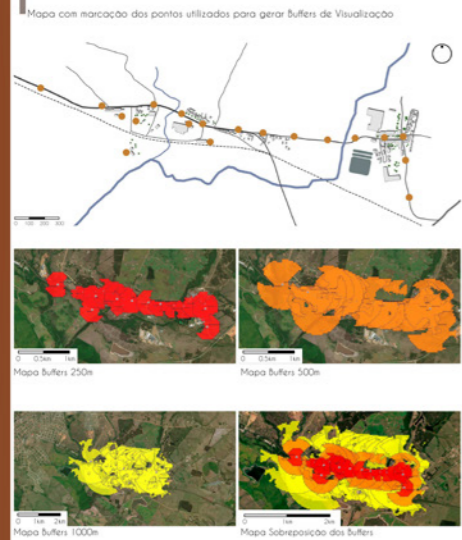 Mapa com marcação dos pontos utilizados para gerar Buffers de Visualização
0 100 200 300
0 0.5km 1km
0 0.5km 1km
Mapa Buffers 250m
Mapa Buffers 500m
0 1km 2km
0 1km 2km
Mapa Buffers 1000m
Mapa Sobreposição dos Buffers